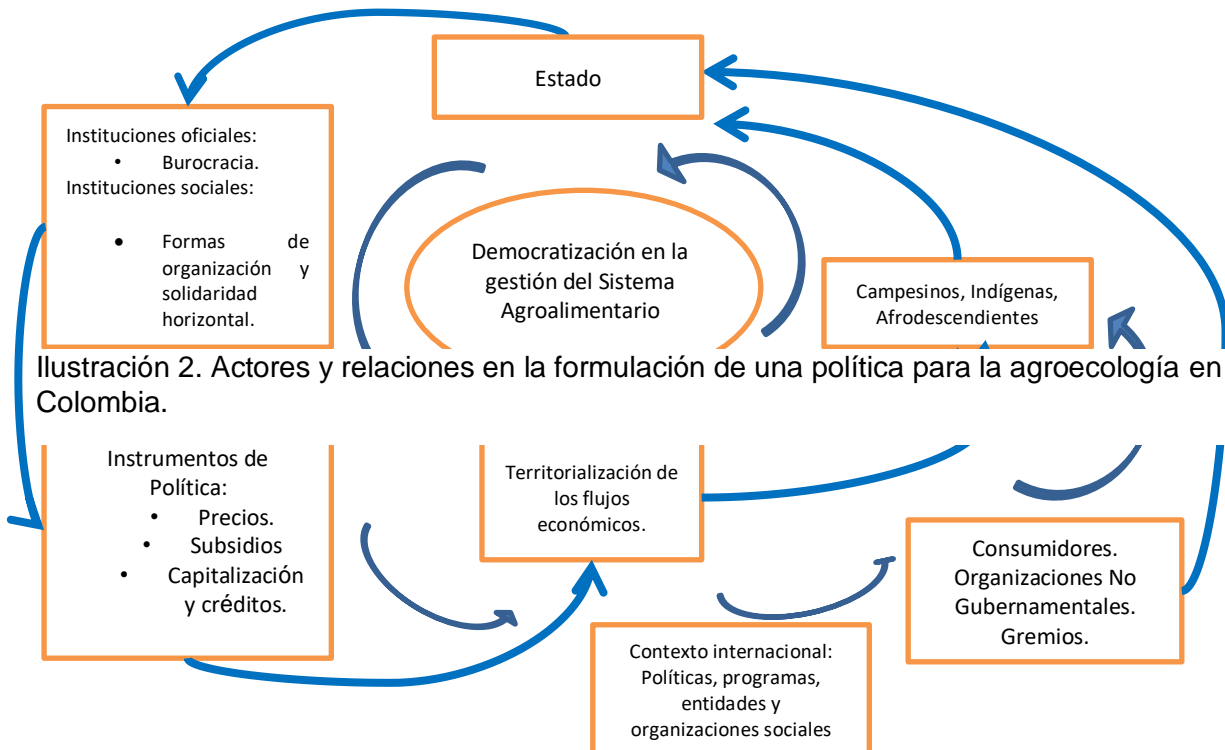 Estado
Instituciones oficiales:
• Burocracia.
Instituciones sociales:
• Formas de
organización y
solidaridad
horizontal.
Democratización en la
gestión del Sistema
Agroalimentario
Campesinos, Indígenas,
Afrodescendientes
Ilustración 2. Actores y relaciones en la formulación de una política para la agroecología en
Colombia.
Instrumentos de
Política:
• Precios.
• Subsidios
• Capitalización
y créditos.
Territorialización de
los flujos
económicos.
Consumidores.
Organizaciones No
Gubernamentales.
Gremios.
Contexto internacional:
Políticas, programas,
entidades y
organizaciones sociales